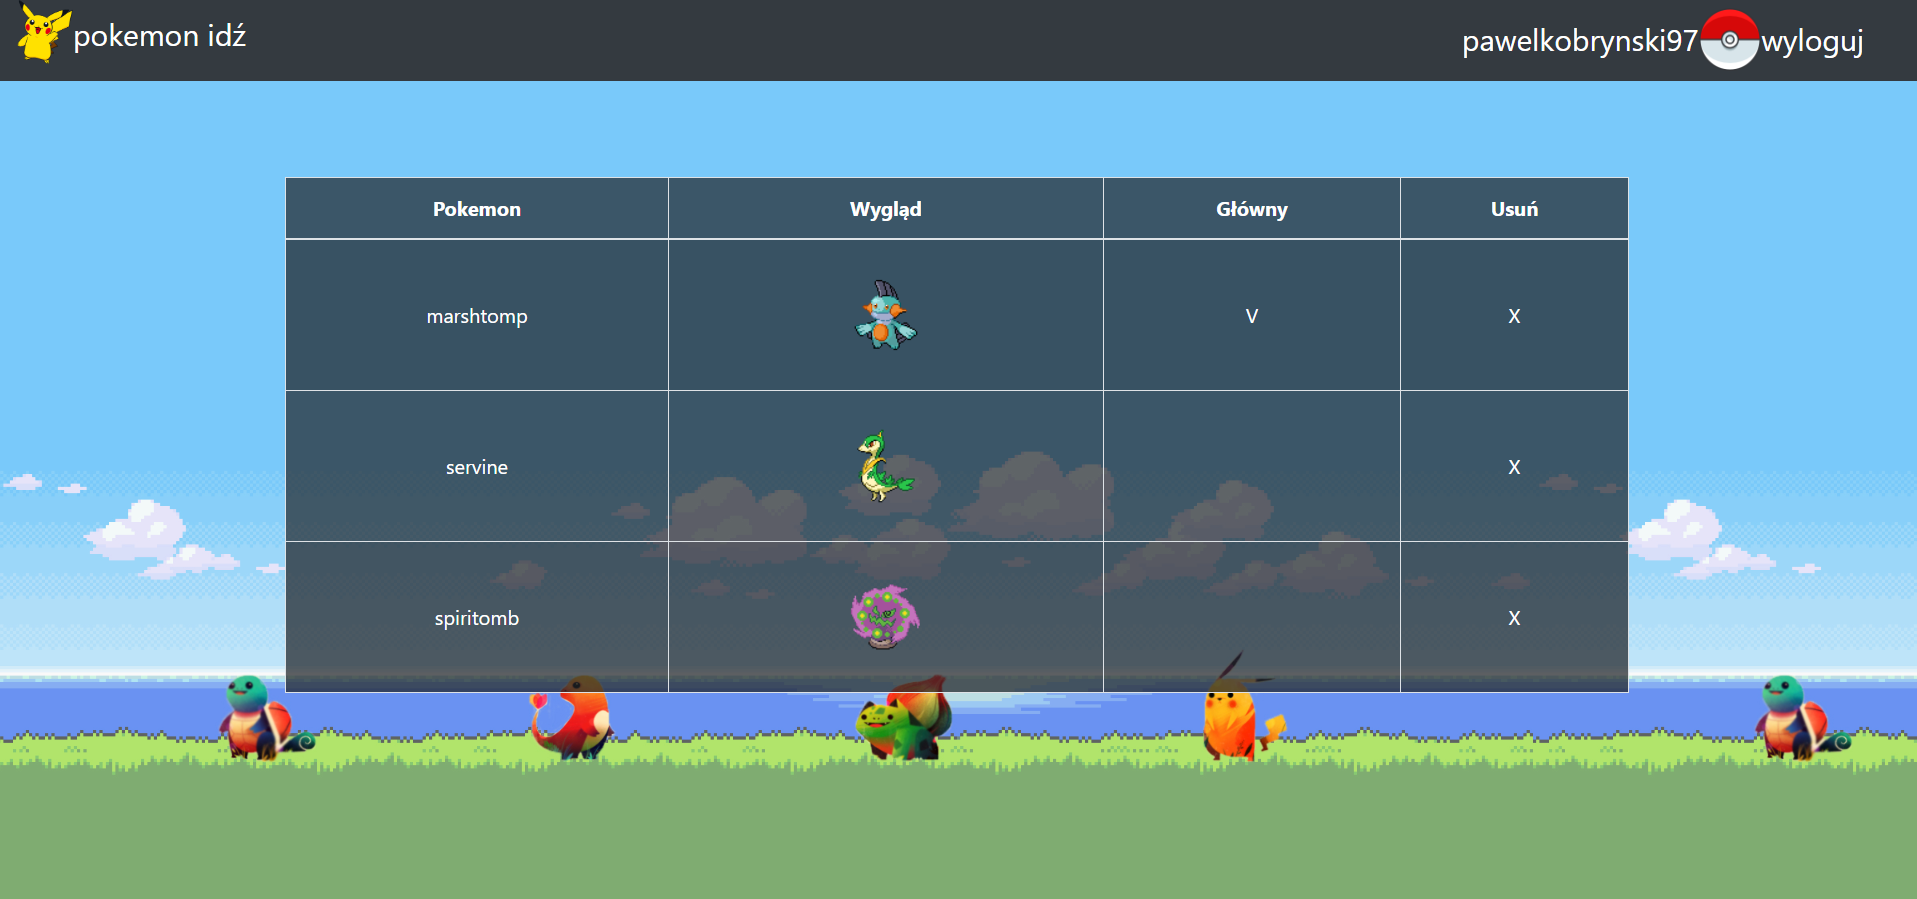 pokemon idź
pawelkobrynski97 wyloguj
Pokemon Wygląd Główny Usuń
marshtomp V X
servine X
spiritomb X